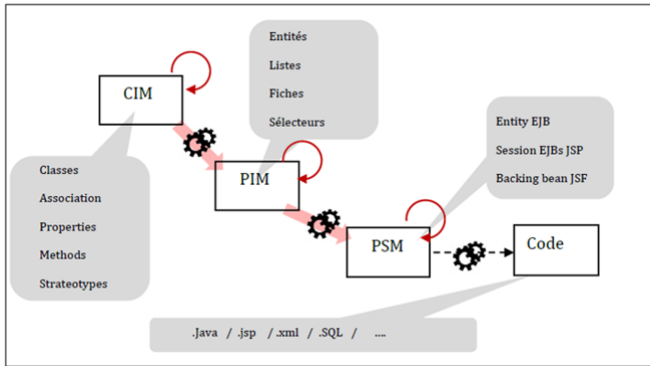 Entités
Listes
Fiches
Sélecteurs
CIM
Entity EJB
Session EJBs JSP
Backing bean JSF
Classes
Association
Properties
Methods
Strateotypes
PIM
PSM
Code
.Java / .jsp / .xml / .SQL / ....